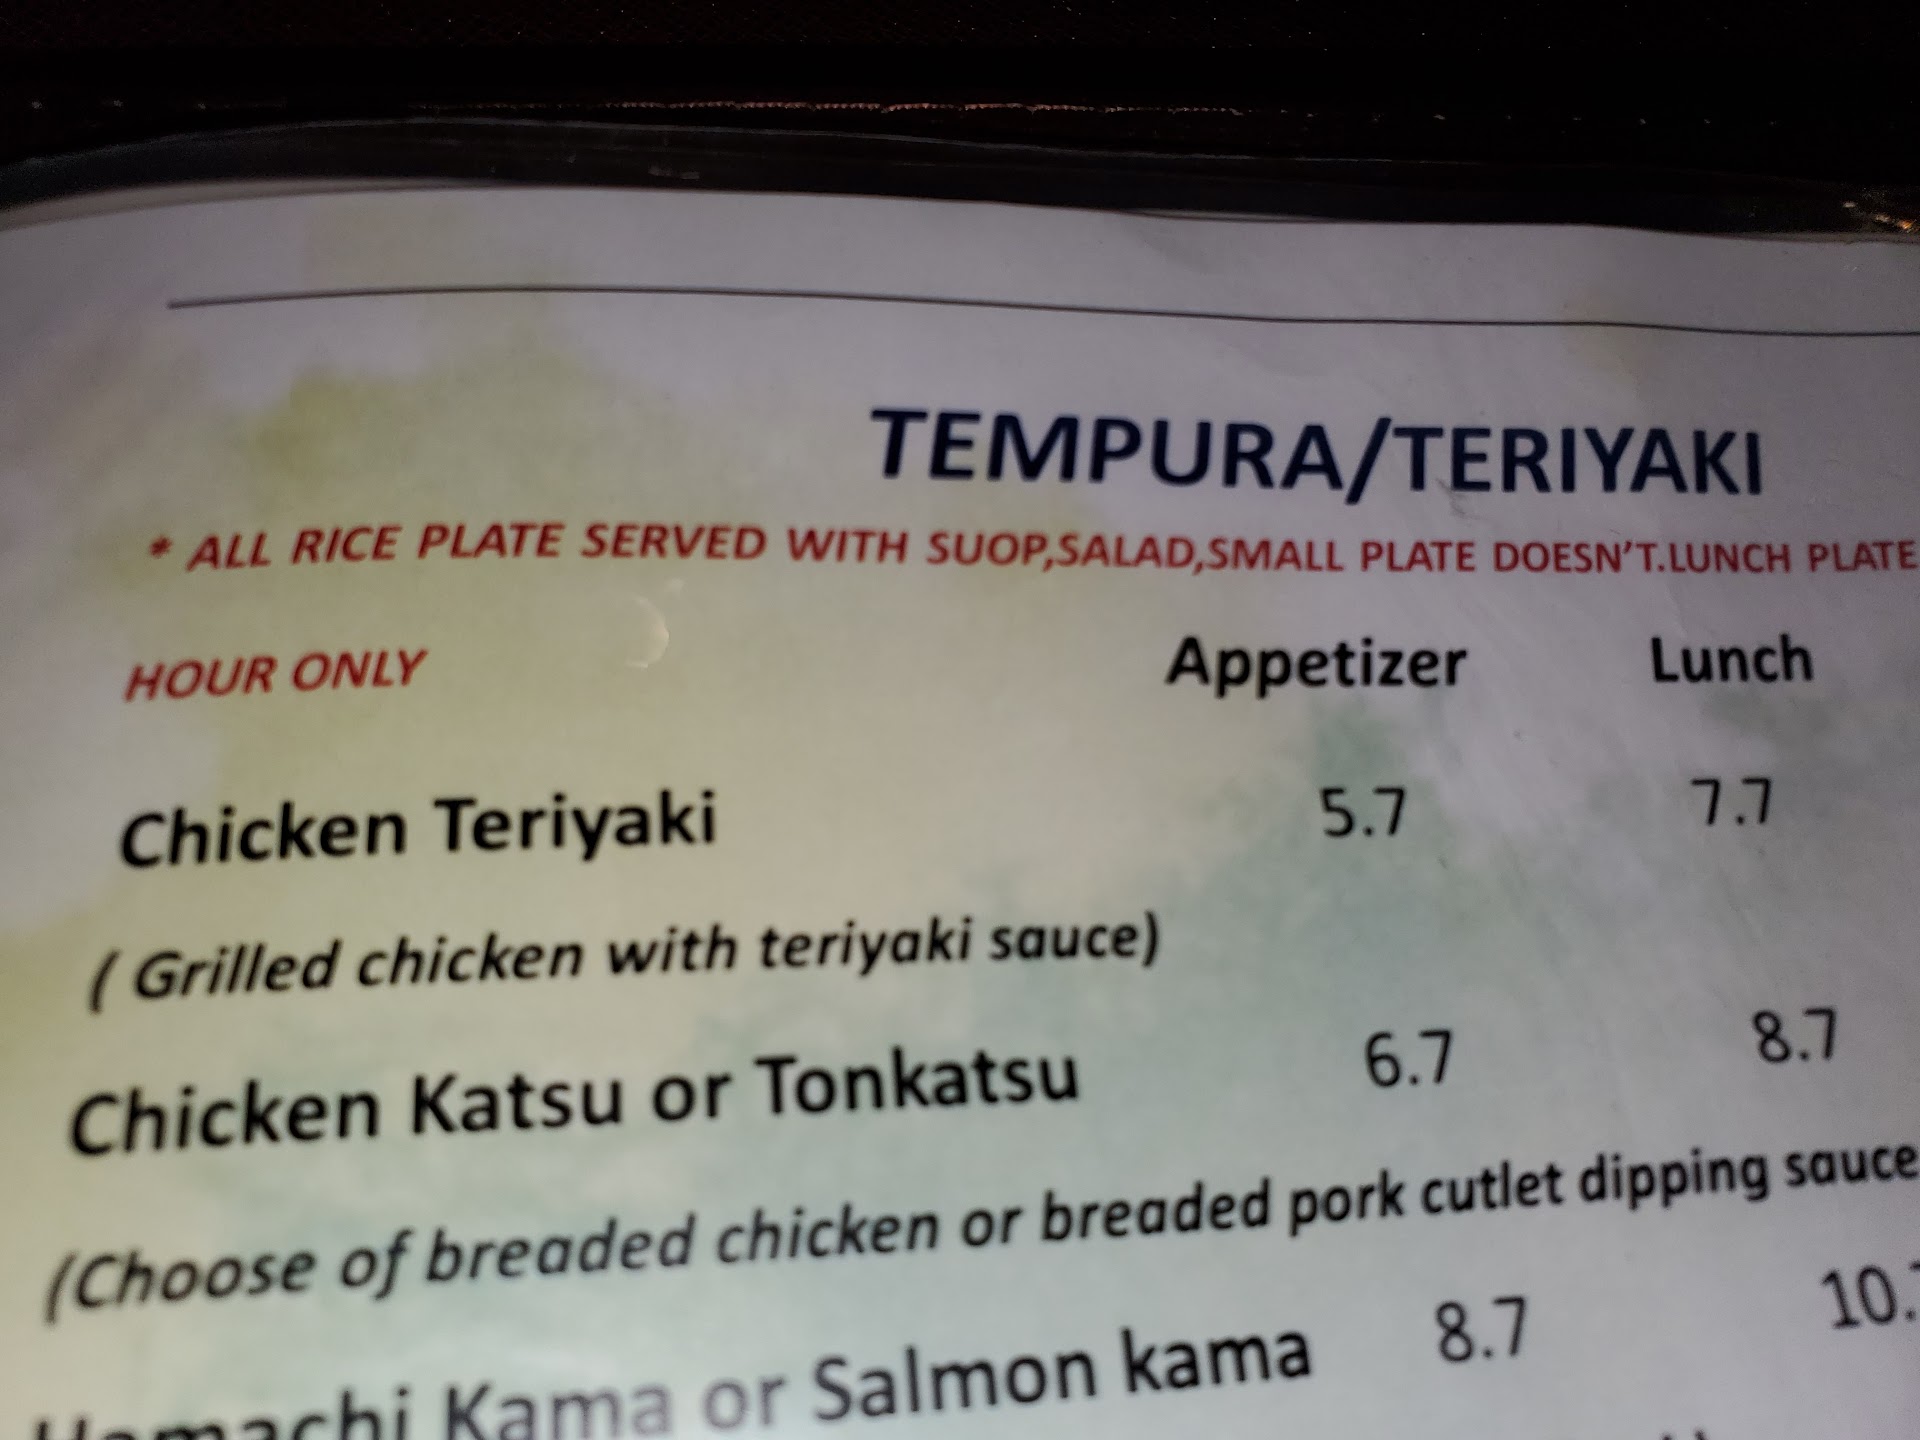 TEMPURA/TERIYAKI
* ALL RICE PLATE SERVED WITH SUOP,SALAD,SMALL PLATE DOESN'T.LUNCH PLATE
HOUR ONLY Appetizer Lunch
Chicken Teriyaki 5.7 7.7
( Grilled chicken with teriyaki sauce)
Chicken Katsu or Tonkatsu 6.7 8.7
(Choose of breaded chicken or breaded pork cutlet dipping sauce
Hamachi Kama or Salmon kama 8.7